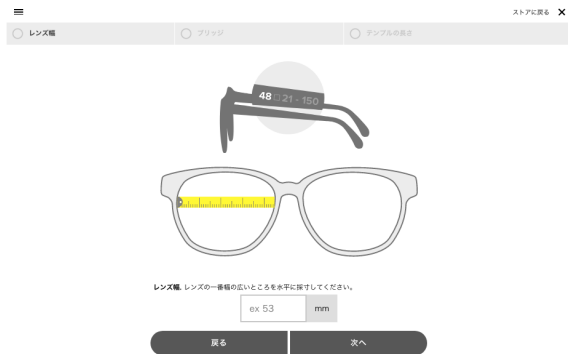 ストアに戻る ✕
レンズ幅
ブリッジ
テンプルの長さ
48□21 - 150
レンズ幅, レンズの一番幅の広いところを水平に採寸してください。
ex 53
mm
戻る
次へ